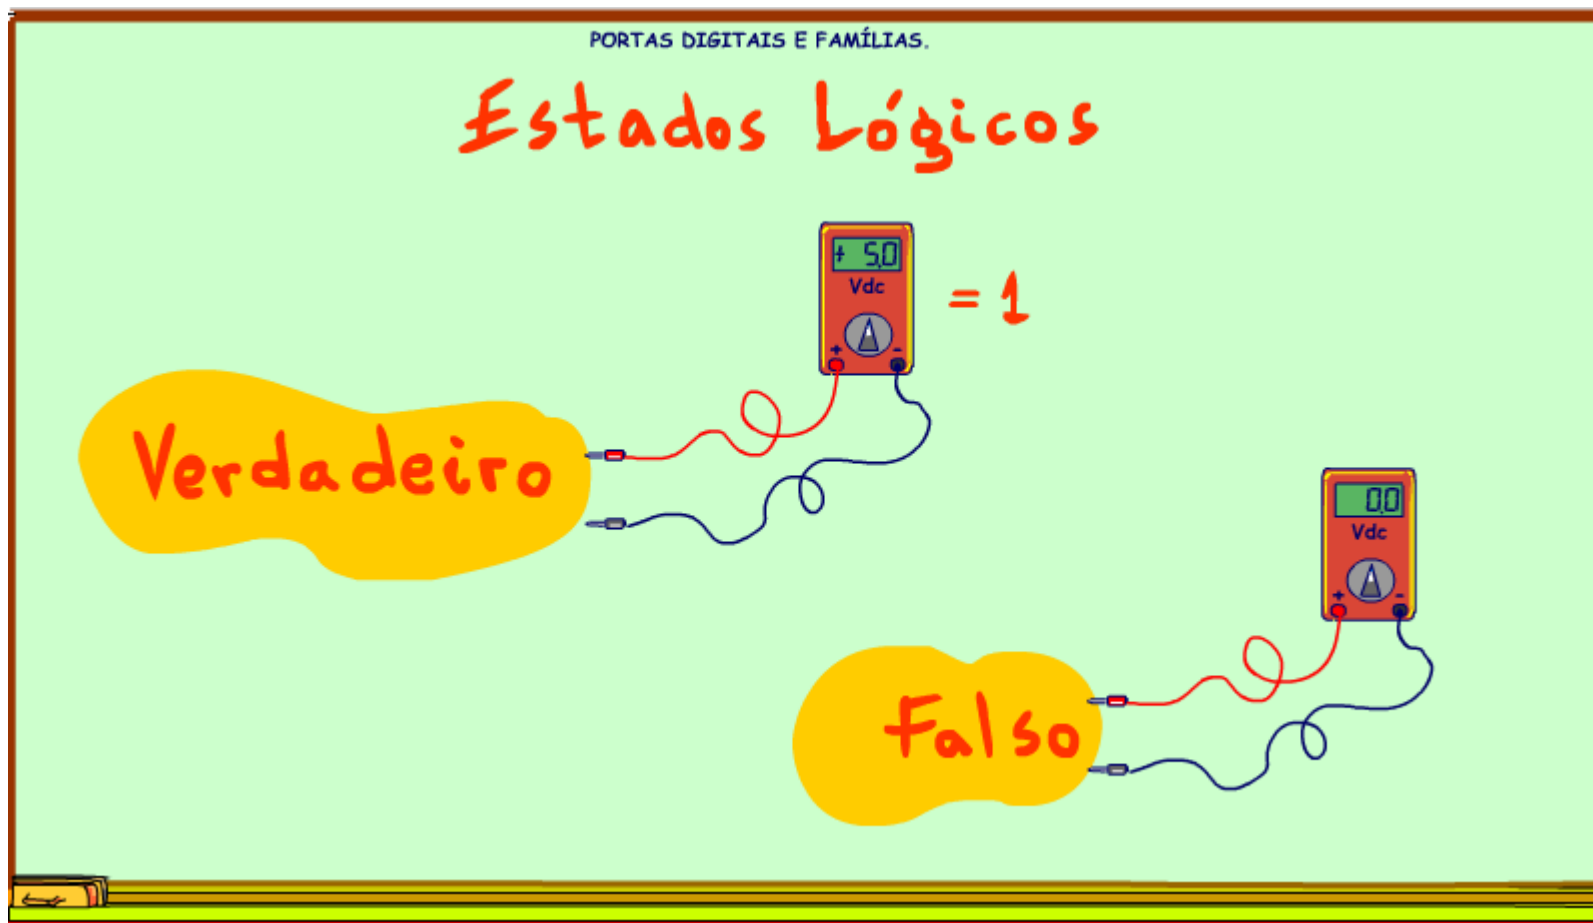 PORTAS DIGITAIS E FAMÍLIAS.
Estados Lógicos
+ 5.0
Vdc
= 1
+ -
Verdadeiro
0.0
Vdc
+ -
Falso